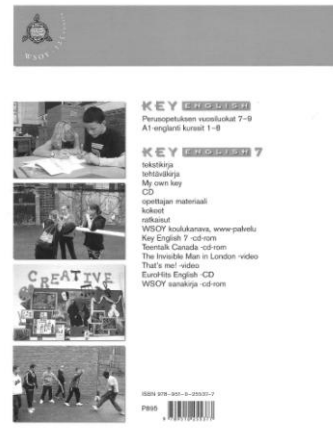 WSOY
KEY ENGLISH
Perusopetuksen vuosiluokat 7–9
A1-englanti kurssit 1–8
KEY ENGLISH 7
tekstikirja
tehtäväkirja
My own key
CD
opettajan materiaali
kokeet
ratkaisut
WSOY koulukanava, www-palvelu
Key English 7 -cd-rom
Teentalk Canada -cd-rom
The Invisible Man in London -video
That's me! -video
EuroHits English -CD
WSOY sanakirja -cd-rom
CREATIVE
P895